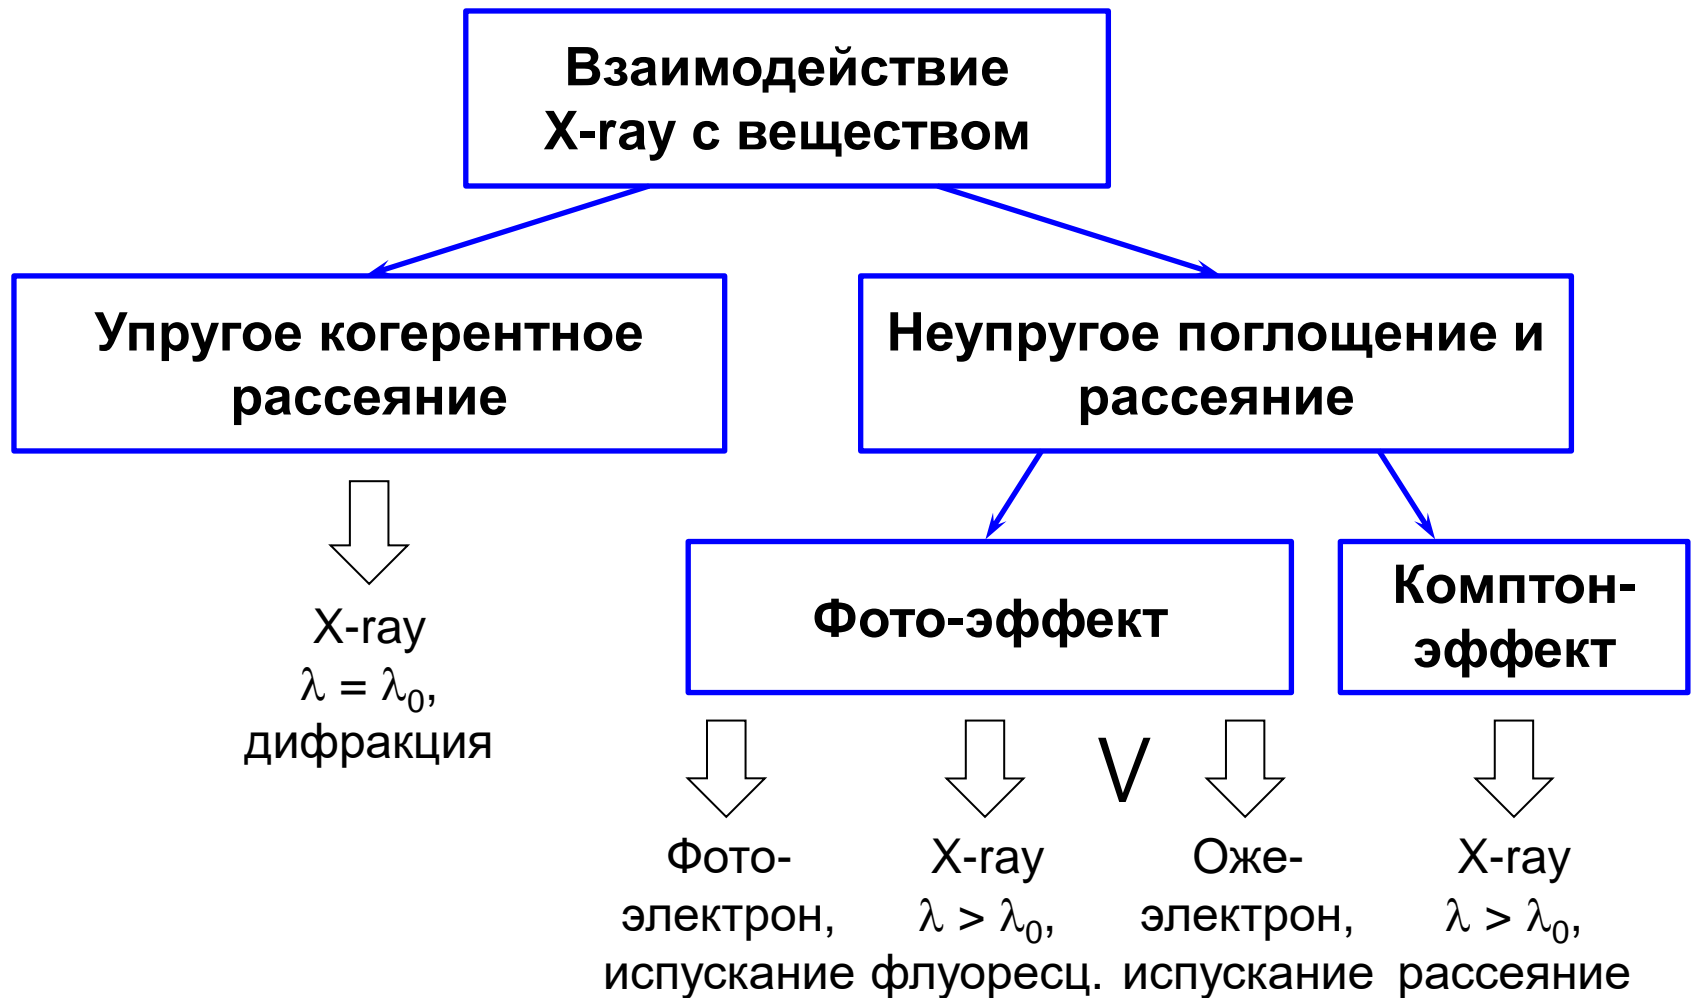 Взаимодействие
X-ray с веществом
Упругое когерентное
рассеяние
Неупругое поглощение и
рассеяние
X-ray
λ = λ₀,
дифракция
Фото-эффект
Комптон-
эффект
V
Фото-
электрон,
испускание
X-ray
λ > λ₀,
флуоресц.
Оже-
электрон,
испускание
X-ray
λ > λ₀,
рассеяние